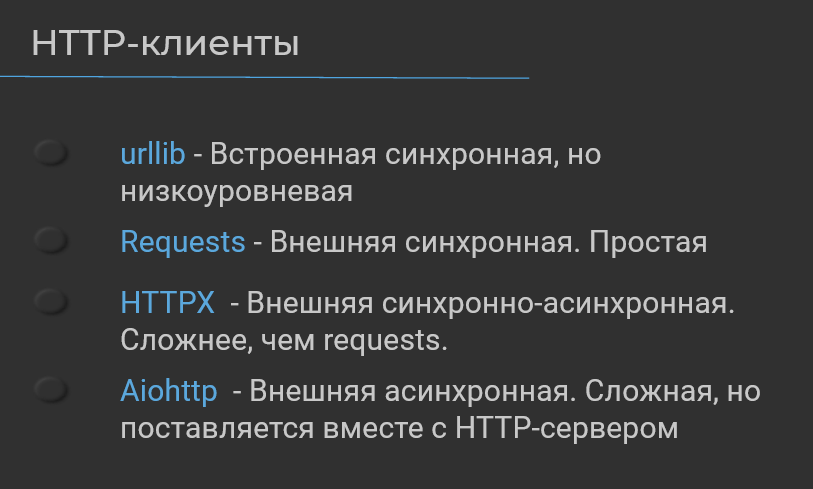 HTTP-клиенты
urllib - Встроенная синхронная, но
низкоуровневая
Requests - Внешняя синхронная. Простая
HTTPX - Внешняя синхронно-асинхронная.
Сложнее, чем requests.
Aiohttp - Внешняя асинхронная. Сложная, но
поставляется вместе с HTTP-сервером